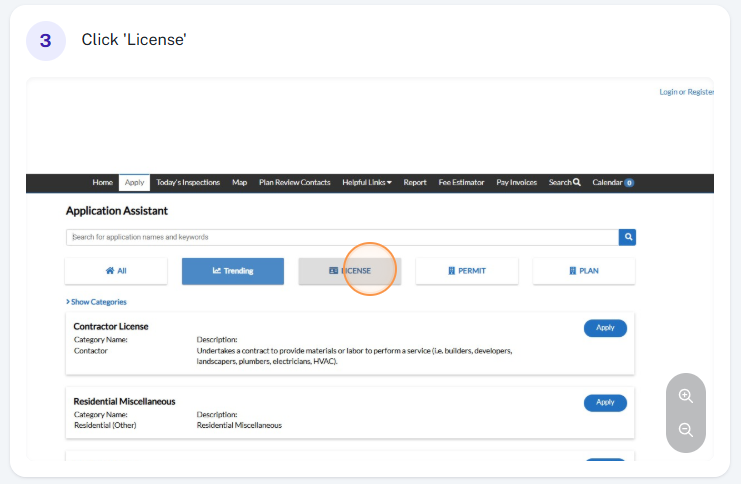 3 Click 'License'
Login or Register
Home Apply Today's Inspections Map Plan Review Contacts Helpful Links Report Fee Estimator Pay Invoices Search Calendar 0
Application Assistant
Search for application names and keywords
All Trending LICENSE PERMIT PLAN
Show Categories
Contractor License Apply
Category Name: Description:
Contactor Undertakes a contract to provide materials or labor to perform a service (i.e. builders, developers,
landscapers, plumbers, electricians, HVAC).
Residential Miscellaneous Apply
Category Name: Description:
Residential (Other) Residential Miscellaneous